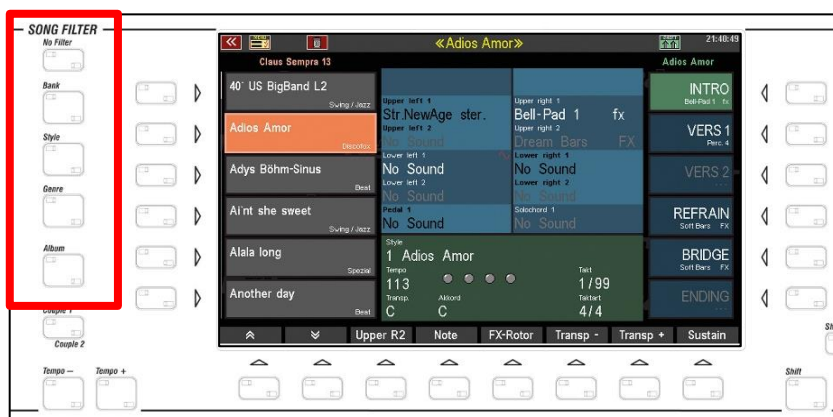 SONG FILTER
No Filter
Bank
Style
Genre
Album
Couple 1
Couple 2
Tempo —
Tempo +
«Adios Amor»
21:40:49
Claus Sempra 13
Adios Amor
40´ US BigBand L2
Swing / Jazz
Adios Amor
Discofox
Adys Böhm-Sinus
Beat
Ai'nt she sweet
Swing / Jazz
Alala long
Spezial
Another day
Beat
Upper left 1
Str.NewAge ster.
Upper left 2
No Sound
Lower left 1
No Sound
Lower left 2
No Sound
Pedal 1
No Sound
Upper right 1
Bell-Pad 1 fx
Upper right 2
Dream Bars FX
Lower right 1
No Sound
Lower right 2
No Sound
Solochord 1
No Sound
Style
1 Adios Amor
Tempo
113
Takt
1/99
Transp.
C
Akkord
C
Taktart
4/4
INTRO
Bell-Pad 1 fx
VERS 1
Perc. 4
VERS 2
REFRAIN
Soft Bars FX
BRIDGE
Soft Bars FX
ENDING
Upper R2
Note
FX-Rotor
Transp -
Transp +
Sustain
Shift